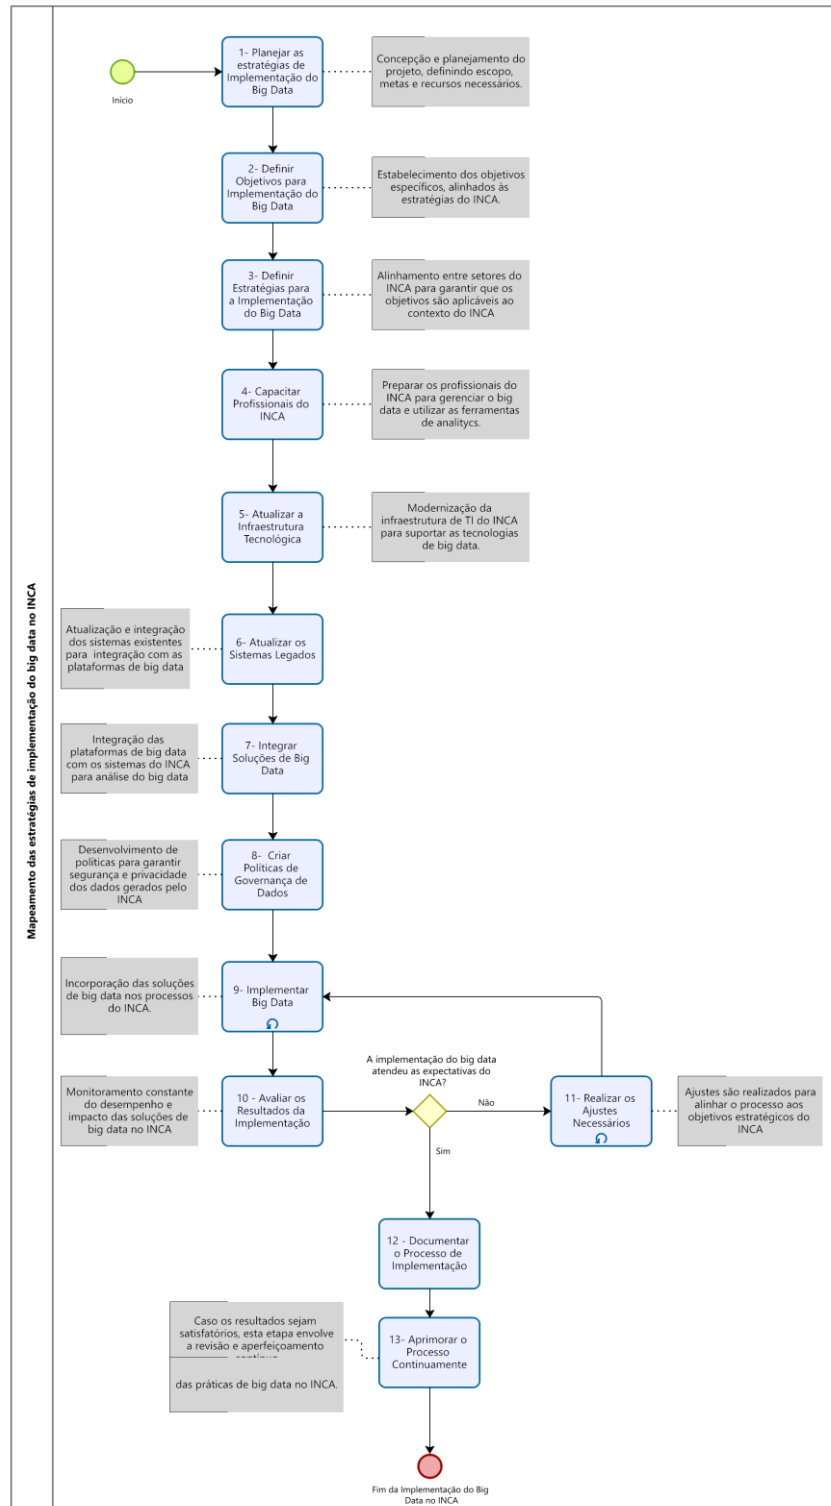 Mapeamento das estratégias de implementação do big data no INCA
Início
1- Planejar as
estratégias de
Implementação do
Big Data
Concepção e planejamento do
projeto, definindo escopo,
metas e recursos necessários.
2- Definir
Objetivos para
Implementação do
Big Data
Estabelecimento dos objetivos
específicos, alinhados às
estratégias do INCA.
3- Definir
Estratégias para
a Implementação
do Big Data
Alinhamento entre setores do
INCA para garantir que os
objetivos são aplicáveis ao
contexto do INCA
4- Capacitar
Profissionais do
INCA
Preparar os profissionais do
INCA para gerenciar o big
data e utilizar as ferramentas
de analitycs.
5- Atualizar a
Infraestrutura
Tecnológica
Modernização da
infraestrutura de TI do INCA
para suportar as tecnologias
de big data.
Atualização e integração
dos sistemas existentes
para integração com as
plataformas de big data
6- Atualizar os
Sistemas Legados
Integração das
plataformas de big data
com os sistemas do INCA
para análise do big data
7- Integrar
Soluções de Big
Data
Desenvolvimento de
políticas para garantir
segurança e privacidade
dos dados gerados pelo
INCA
8- Criar
Políticas de
Governança de
Dados
Incorporação das soluções
de big data nos processos
do INCA.
9- Implementar
Big Data
Monitoramento constante
do desempenho e
impacto das soluções de
big data no INCA
10 - Avaliar os
Resultados da
Implementação
A implementação do big data
atendeu as expectativas do
INCA?
Não
Sim
11- Realizar os
Ajustes
Necessários
Ajustes são realizados para
alinhar o processo aos
objetivos estratégicos do
INCA
12 - Documentar
o Processo de
Implementação
Caso os resultados sejam
satisfatórios, esta etapa envolve
a revisão e aperfeiçoamento
das práticas de big data no INCA.
13- Aprimorar o
Processo
Continuamente
Fim da Implementação do Big
Data no INCA